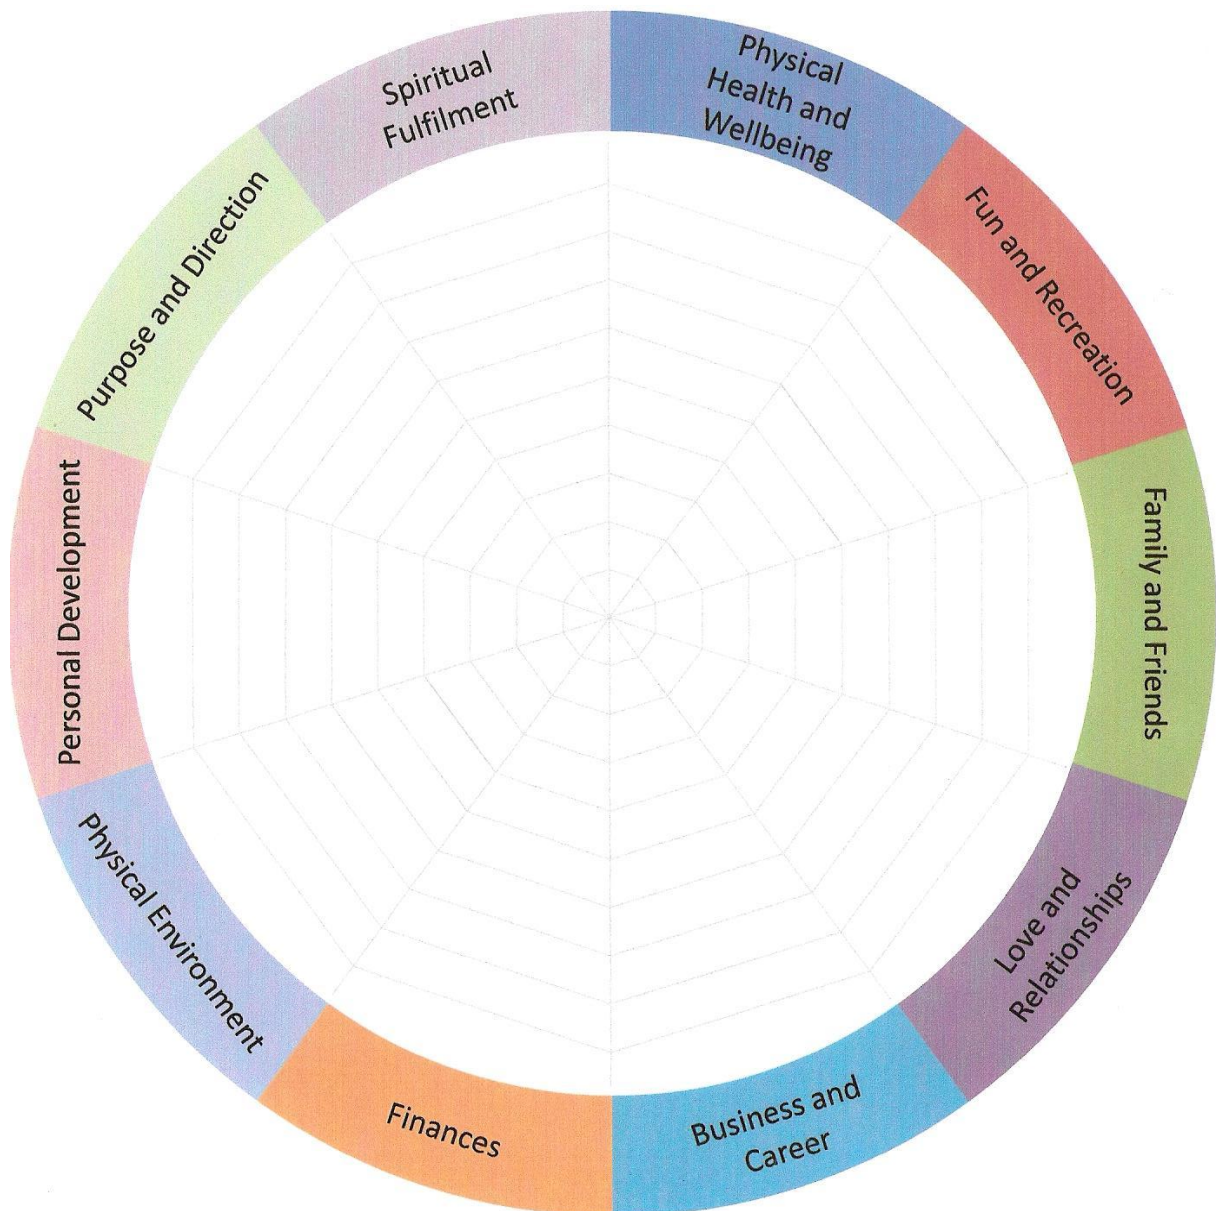 Physical
Health and
Wellbeing
Fun and Recreation
Family and Friends
Love and
Relationships
Business and
Career
Finances
Physical Environment
Personal Development
Purpose and Direction
Spiritual
Fulfilment